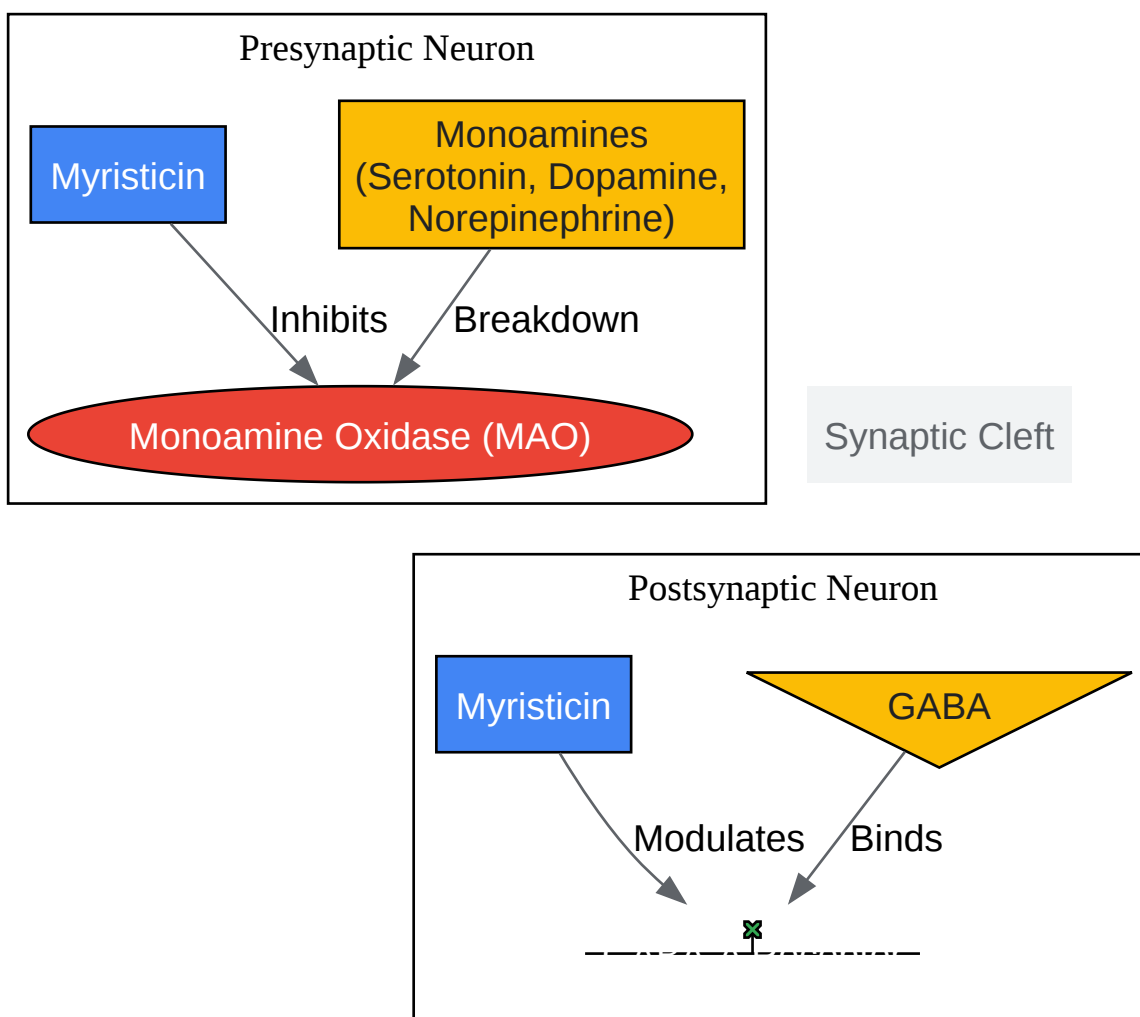 Presynaptic Neuron
Myristicin
Monoamines
(Serotonin, Dopamine,
Norepinephrine)
Inhibits
Breakdown
Monoamine Oxidase (MAO)
Synaptic Cleft
Postsynaptic Neuron
Myristicin
GABA
Modulates
Binds